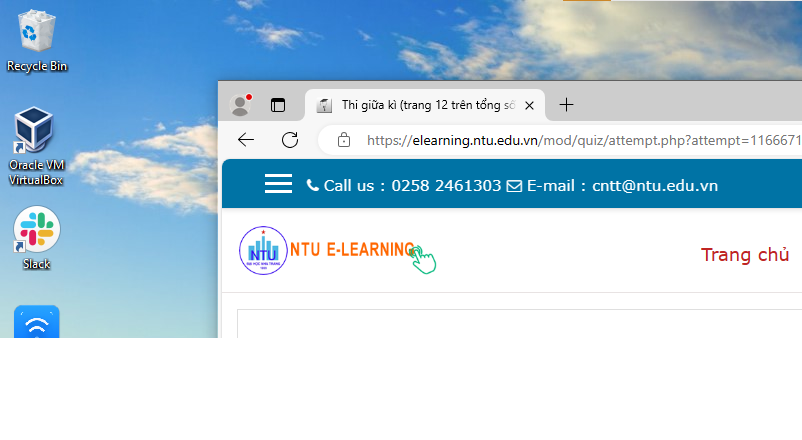 Recycle Bin
Oracle VM
VirtualBox
Slack
Thi giữa kì (trang 12 trên tổng số
https://elearning.ntu.edu.vn/mod/quiz/attempt.php?attempt=1166671
Call us : 0258 2461303 E-mail : cntt@ntu.edu.vn
NTU
NTU E-LEARNING
Trang chủ